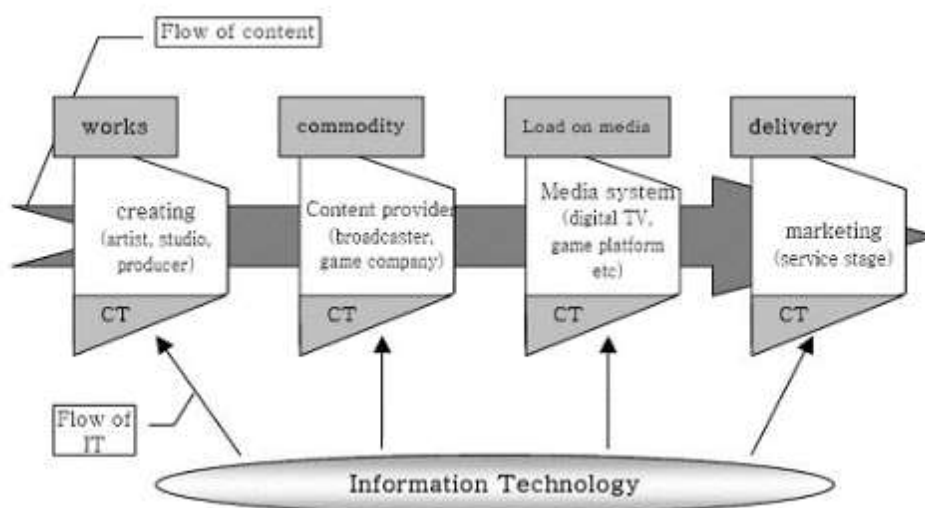 Flow of content
works
commodity
Load on media
delivery
creating
(artist, studio,
producer)
Content provider
(broadcaster,
game company)
Media system
(digital TV,
game platform
etc)
marketing
(service stage)
CT
CT
CT
CT
Flow of
IT
Information Technology